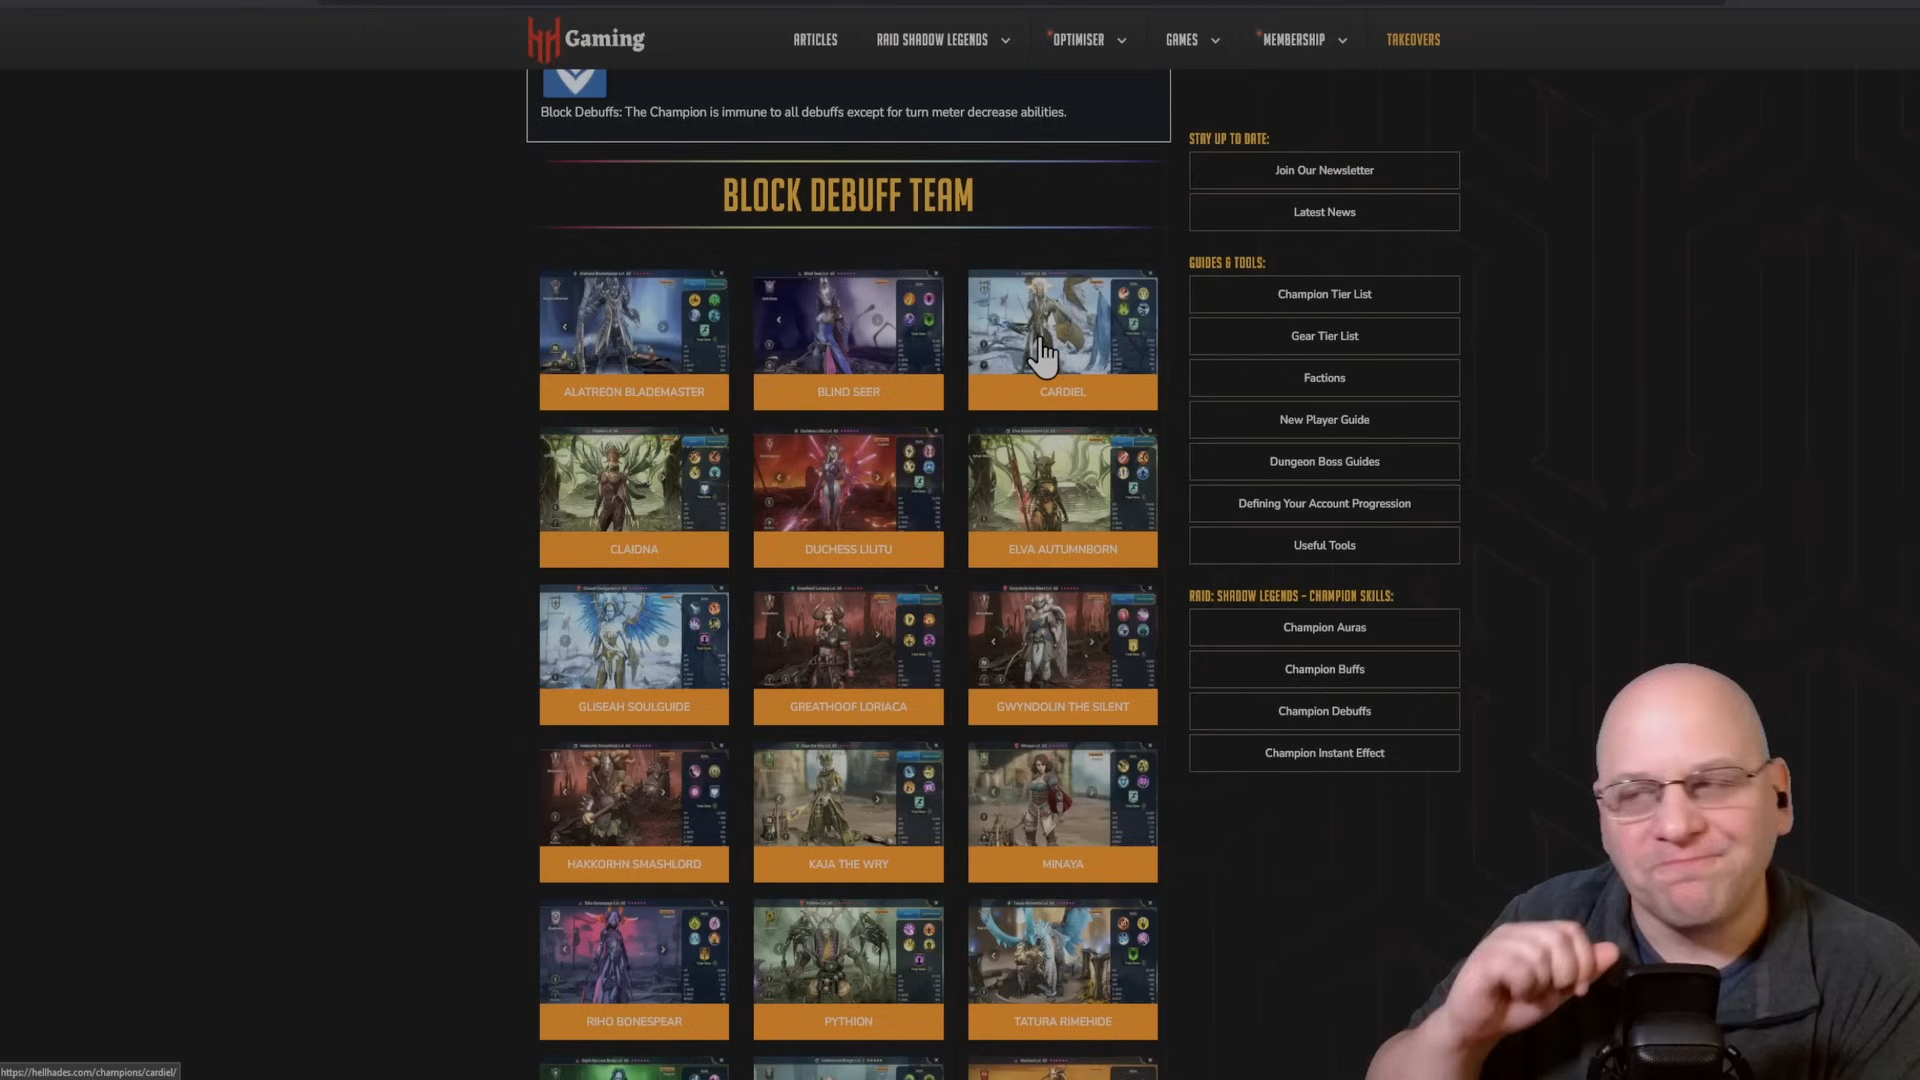 Gaming
ARTICLES
RAID SHADOW LEGENDS
OPTIMISER
GAMES
MEMBERSHIP
TAKEOVERS
Block Debuffs: The Champion is immune to all debuffs except for turn meter decrease abilities.
BLOCK DEBUFF TEAM
ALATREON BLADEMASTER
BLIND SEER
CARDIEL
CLAIDNA
DUCHESS LILITU
ELVA AUTUMNBORN
GLISEAH SOULGUIDE
GREATHOOF LORIACA
GWYNDOLIN THE SILENT
HAKKORHN SMASHLORD
KAJA THE WRY
MINAYA
RIHO BONESPEAR
PYTHION
TATURA RIMEHIDE
STAY UP TO DATE:
Join Our Newsletter
Latest News
GUIDES & TOOLS:
Champion Tier List
Gear Tier List
Factions
New Player Guide
Dungeon Boss Guides
Defining Your Account Progression
Useful Tools
RAID: SHADOW LEGENDS - CHAMPION SKILLS:
Champion Auras
Champion Buffs
Champion Debuffs
Champion Instant Effect
https://hellhades.com/champions/cardiel/